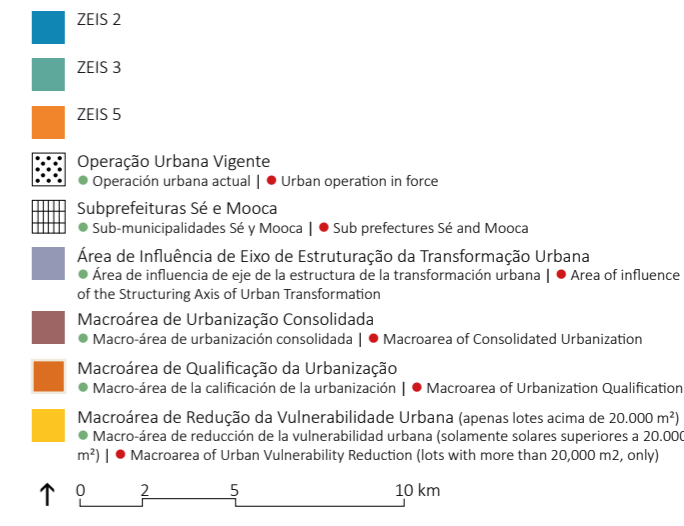 ZEIS 2
ZEIS 3
ZEIS 5
Operação Urbana Vigente
● Operación urbana actual | ● Urban operation in force
Subprefeituras Sé e Mooca
● Sub-municipalidades Sé y Mooca | ● Sub prefectures Sé and Mooca
Área de Influência de Eixo de Estruturação da Transformação Urbana
● Área de influencia de eje de la estructura de la transformación urbana | ● Area of influence
of the Structuring Axis of Urban Transformation
Macroárea de Urbanização Consolidada
● Macro-área de urbanización consolidada | ● Macroarea of Consolidated Urbanization
Macroárea de Qualificação da Urbanização
● Macro-área de la calificación de la urbanización | ● Macroarea of Urbanization Qualification
Macroárea de Redução da Vulnerabilidade Urbana (apenas lotes acima de 20.000 m²)
● Macro-área de reducción de la vulnerabilidad urbana (solamente solares superiores a 20.000
m²) | ● Macroarea of Urban Vulnerability Reduction (lots with more than 20,000 m2, only)
0 2 5 10 km